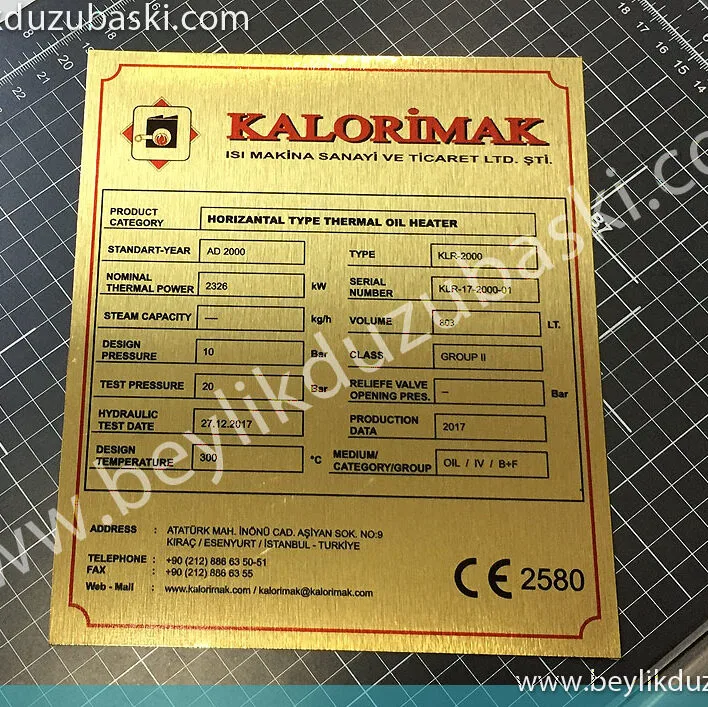 kduzubaski.com
KALORİMAK
ISI MAKİNA SANAYİ VE TİCARET LTD. ŞTİ.
PRODUCT CATEGORY HORIZANTAL TYPE THERMAL OIL HEATER
STANDART-YEAR AD 2000 TYPE KLR-2000
NOMINAL THERMAL POWER 2326 kW SERIAL NUMBER KLR-17-2000-01
STEAM CAPACITY — kg/h VOLUME 803 LT.
DESIGN PRESSURE 10 Bar CLASS GROUP II
TEST PRESSURE 20 Bar RELIEFE VALVE OPENING PRES. – Bar
HYDRAULIC TEST DATE 27.12.2017 PRODUCTION DATA 2017
DESIGN TEMPERATURE 300 °C MEDIUM/ CATEGORY/GROUP OIL / IV / B+F
ADDRESS : ATATÜRK MAH. İNÖNÜ CAD. AŞİYAN SOK. NO:9
KIRAÇ / ESENYURT / İSTANBUL - TURKİYE
TELEPHONE : +90 (212) 886 63 50-51
FAX : +90 (212) 886 63 55
Web - Mail : www.kalorimak.com / kalorimak@kalorimak.com
CE 2580
www.beylikduzubaski.co
www.beylikduz